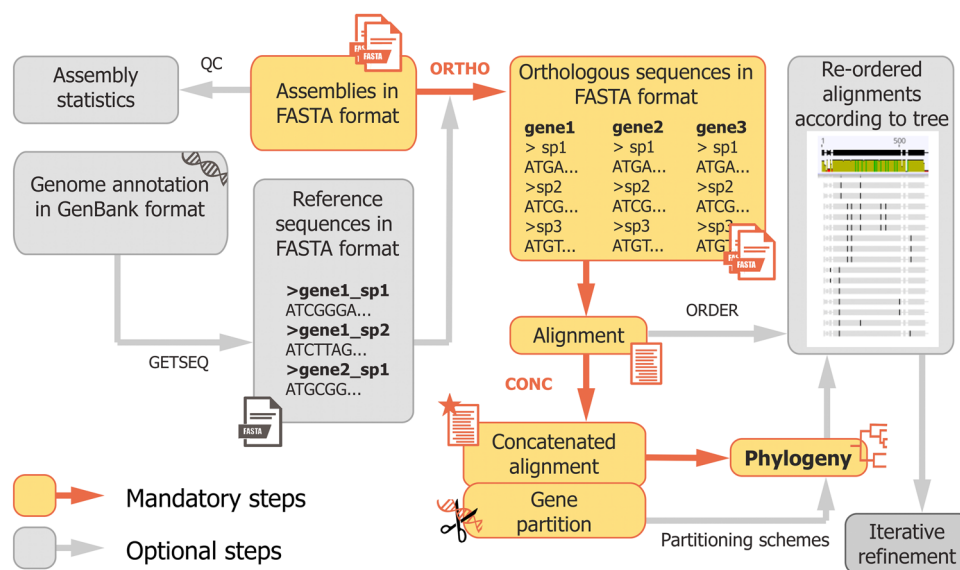 QC
Assembly
statistics
FASTA
Assemblies in
FASTA format
ORTHO
Orthologous sequences in
FASTA format
gene1 gene2 gene3
> sp1 > sp1 > sp1
ATGA... ATGA... ATGA...
>sp2 >sp2 >sp2
ATCG... ATCG... ATCG...
>sp3 >sp3 >sp3
ATGT... ATGT... ATGT...
FASTA
Re-ordered
alignments
according to tree
1 500
Genome annotation
in GenBank format
GETSEQ
Reference
sequences in
FASTA format
>gene1_sp1
ATCGGGA...
>gene1_sp2
ATCTTAG...
>gene2_sp1
ATGCGG...
FASTA
Alignment
ORDER
CONC
Concatenated
alignment
Gene
partition
Phylogeny
Partitioning schemes
Iterative
refinement
Mandatory steps
Optional steps